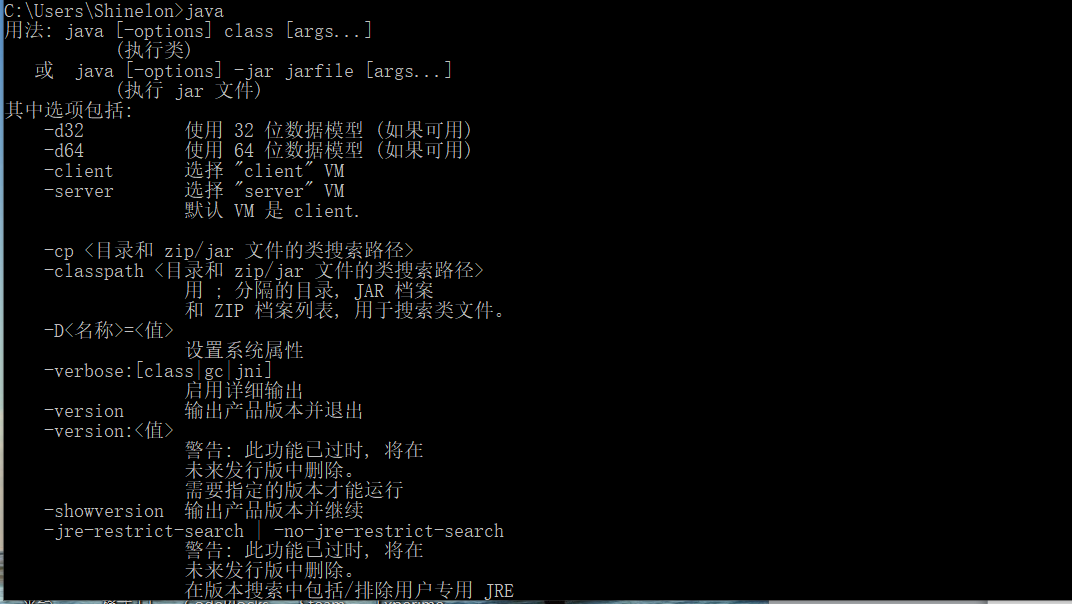 C:\Users\Shinelon>java
用法: java [-options] class [args...]
(执行类)
或 java [-options] -jar jarfile [args...]
(执行 jar 文件)
其中选项包括:
-d32 使用 32 位数据模型 (如果可用)
-d64 使用 64 位数据模型 (如果可用)
-client 选择 "client" VM
-server 选择 "server" VM
默认 VM 是 client.
-cp <目录和 zip/jar 文件的类搜索路径>
-classpath <目录和 zip/jar 文件的类搜索路径>
用 ; 分隔的目录, JAR 档案
和 ZIP 档案列表, 用于搜索类文件。
-D<名称>=<值>
设置系统属性
-verbose:[class|gc|jni]
启用详细输出
-version 输出产品版本并退出
-version:<值>
警告: 此功能已过时, 将在
未来发行版中删除。
需要指定的版本才能运行
-showversion 输出产品版本并继续
-jre-restrict-search | -no-jre-restrict-search
警告: 此功能已过时, 将在
未来发行版中删除。
在版本搜索中包括/排除用户专用 JRE